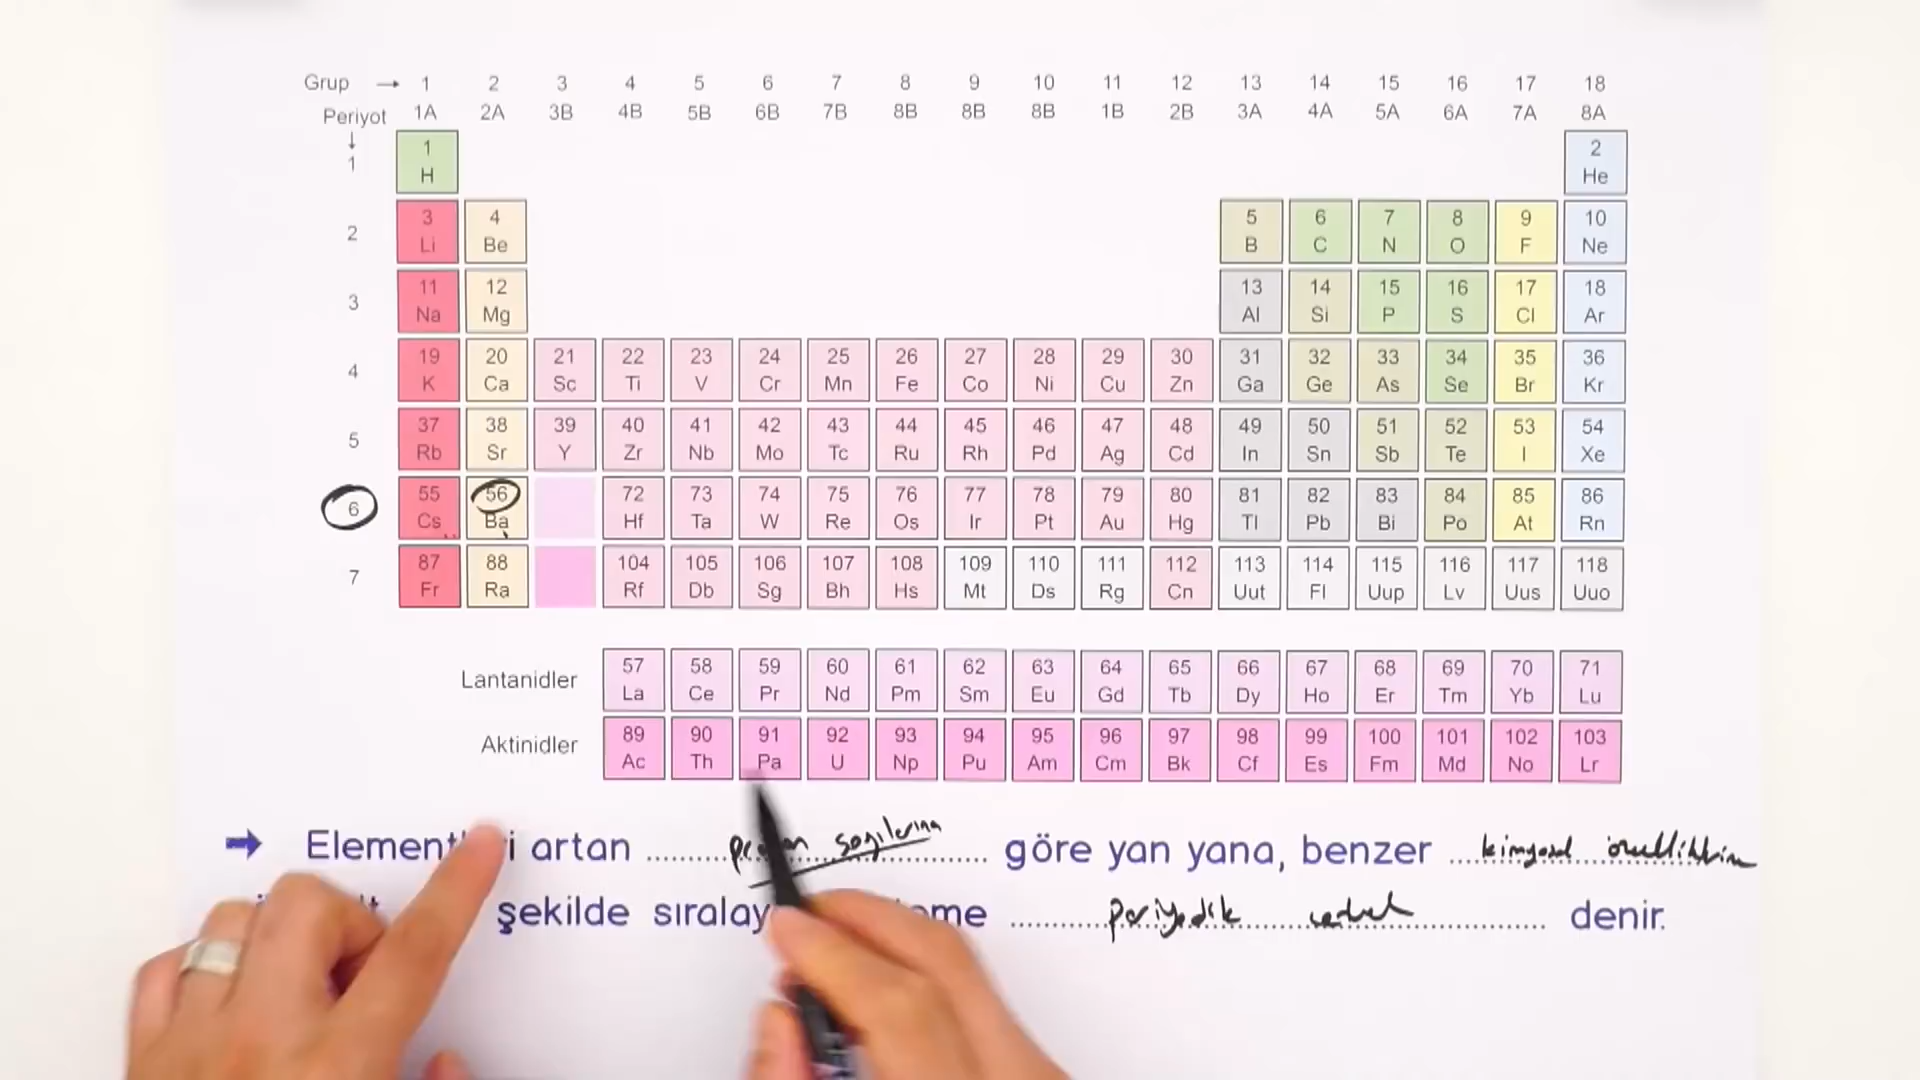 Grup → 1 2 3 4 5 6 7 8 9 10 11 12 13 14 15 16 17 18
Periyot 1A 2A 3B 4B 5B 6B 7B 8B 8B 8B 1B 2B 3A 4A 5A 6A 7A 8A
↓
1 1 H 2 He
2 3 Li 4 Be 5 B 6 C 7 N 8 O 9 F 10 Ne
3 11 Na 12 Mg 13 Al 14 Si 15 P 16 S 17 Cl 18 Ar
4 19 K 20 Ca 21 Sc 22 Ti 23 V 24 Cr 25 Mn 26 Fe 27 Co 28 Ni 29 Cu 30 Zn 31 Ga 32 Ge 33 As 34 Se 35 Br 36 Kr
5 37 Rb 38 Sr 39 Y 40 Zr 41 Nb 42 Mo 43 Tc 44 Ru 45 Rh 46 Pd 47 Ag 48 Cd 49 In 50 Sn 51 Sb 52 Te 53 I 54 Xe
6 55 Cs 56 Ba 72 Hf 73 Ta 74 W 75 Re 76 Os 77 Ir 78 Pt 79 Au 80 Hg 81 Tl 82 Pb 83 Bi 84 Po 85 At 86 Rn
7 87 Fr 88 Ra 104 Rf 105 Db 106 Sg 107 Bh 108 Hs 109 Mt 110 Ds 111 Rg 112 Cn 113 Uut 114 Fl 115 Uup 116 Lv 117 Uus 118 Uuo
Lantanidler 57 La 58 Ce 59 Pr 60 Nd 61 Pm 62 Sm 63 Eu 64 Gd 65 Tb 66 Dy 67 Ho 68 Er 69 Tm 70 Yb 71 Lu
Aktinidler 89 Ac 90 Th 91 Pa 92 U 93 Np 94 Pu 95 Am 96 Cm 97 Bk 98 Cf 99 Es 100 Fm 101 Md 102 No 103 Lr
➡ artan proton sayılarına göre yan yana, benzer kimyasal
şekilde denir.